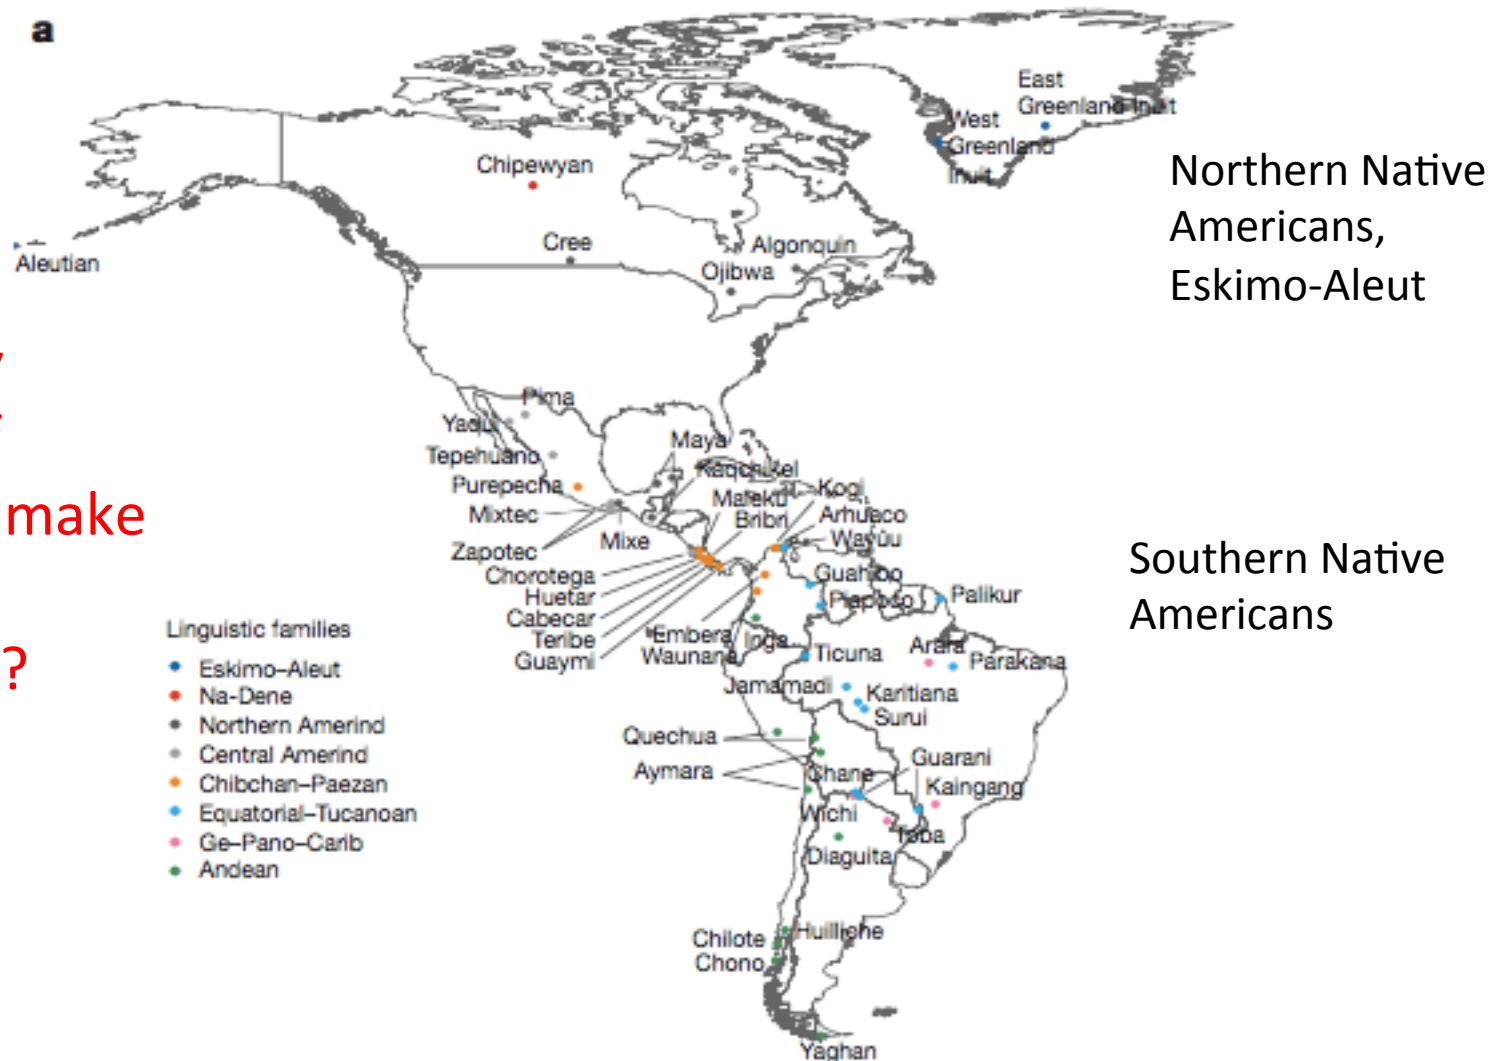 a
East
Greenland Inuit
West
Greenland
Inuit
Chipewyan
Northern Native
Americans,
Eskimo-Aleut
Cree
Algonquin
Ojibwa
Aleutian
Pima
Yaqui
Tepehuano
Purepecha
Mixtec
Zapotec
Mixe
Maya
Kaqchikel
Maleku
Bribri
Kogi
Arhuaco
Wayúu
make
Chorotega
Huetar
Cabecar
Teribe
Guaymi
Guahibo
Piapoco
Palikur
Southern Native
Americans
Embera
Waunana
Inga
Ticuna
Arara
Parakana
Jamamadi
Karitiana
Surui
?
Linguistic families
Eskimo–Aleut
Na-Dene
Northern Amerind
Central Amerind
Chibchan–Paezan
Equatorial–Tucanoan
Ge–Pano–Carib
Andean
Quechua
Aymara
Guarani
Chane
Kaingang
Wichi
Toba
Diaguita
Chilote
Chono
Huilliche
Yaghan